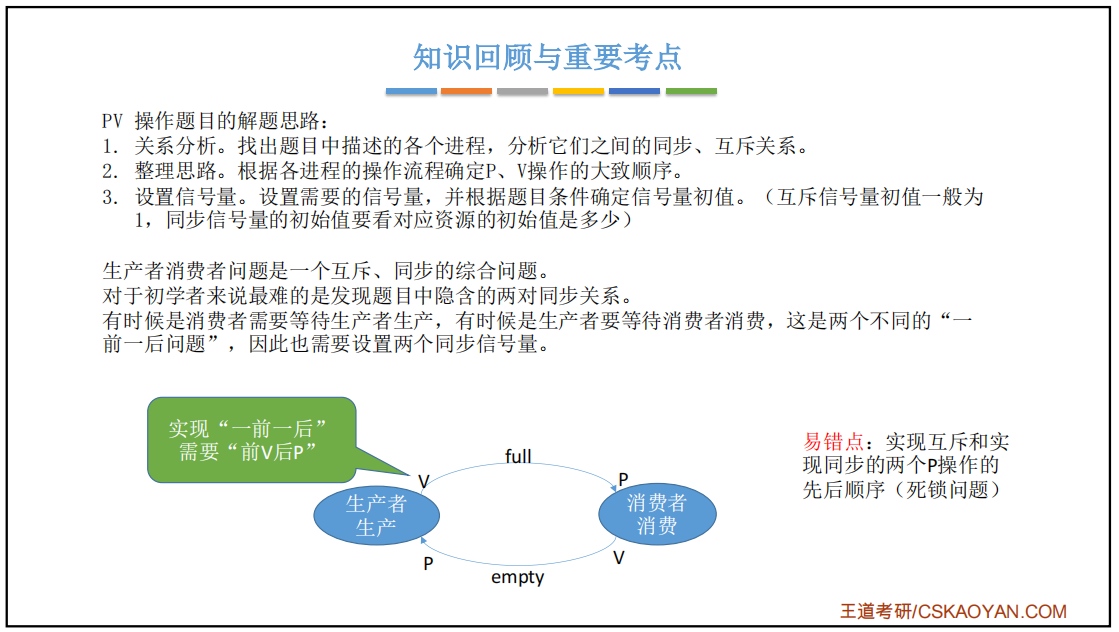 知识回顾与重要考点
PV 操作题目的解题思路：
1. 关系分析。找出题目中描述的各个进程，分析它们之间的同步、互斥关系。
2. 整理思路。根据各进程的操作流程确定P、V操作的大致顺序。
3. 设置信号量。设置需要的信号量，并根据题目条件确定信号量初值。（互斥信号量初值一般为
1，同步信号量的初始值要看对应资源的初始值是多少）
生产者消费者问题是一个互斥、同步的综合问题。
对于初学者来说最难的是发现题目中隐含的两对同步关系。
有时候是消费者需要等待生产者生产，有时候是生产者要等待消费者消费，这是两个不同的“一
前一后问题”，因此也需要设置两个同步信号量。
实现“一前一后”
需要“前V后P”
full
V
P
生产者
生产
消费者
消费
P
V
empty
易错点：实现互斥和实
现同步的两个P操作的
先后顺序（死锁问题）
王道考研/CSKAOYAN.COM